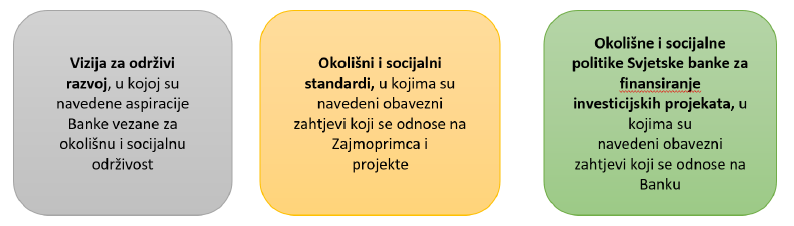 Vizija za održivi
razvoj, u kojoj su
navedene aspiracije
Banke vezane za
okolišnu i socijalnu
održivost
Okolišni i socijalni
standardi, u kojima su
navedeni obavezni
zahtjevi koji se odnose na
Zajmoprimca i
projekte
Okolišne i socijalne
politike Svjetske banke za
finansiranje
investicijskih projekata, u
kojima su
navedeni obavezni
zahtjevi koji se odnose na
Banku